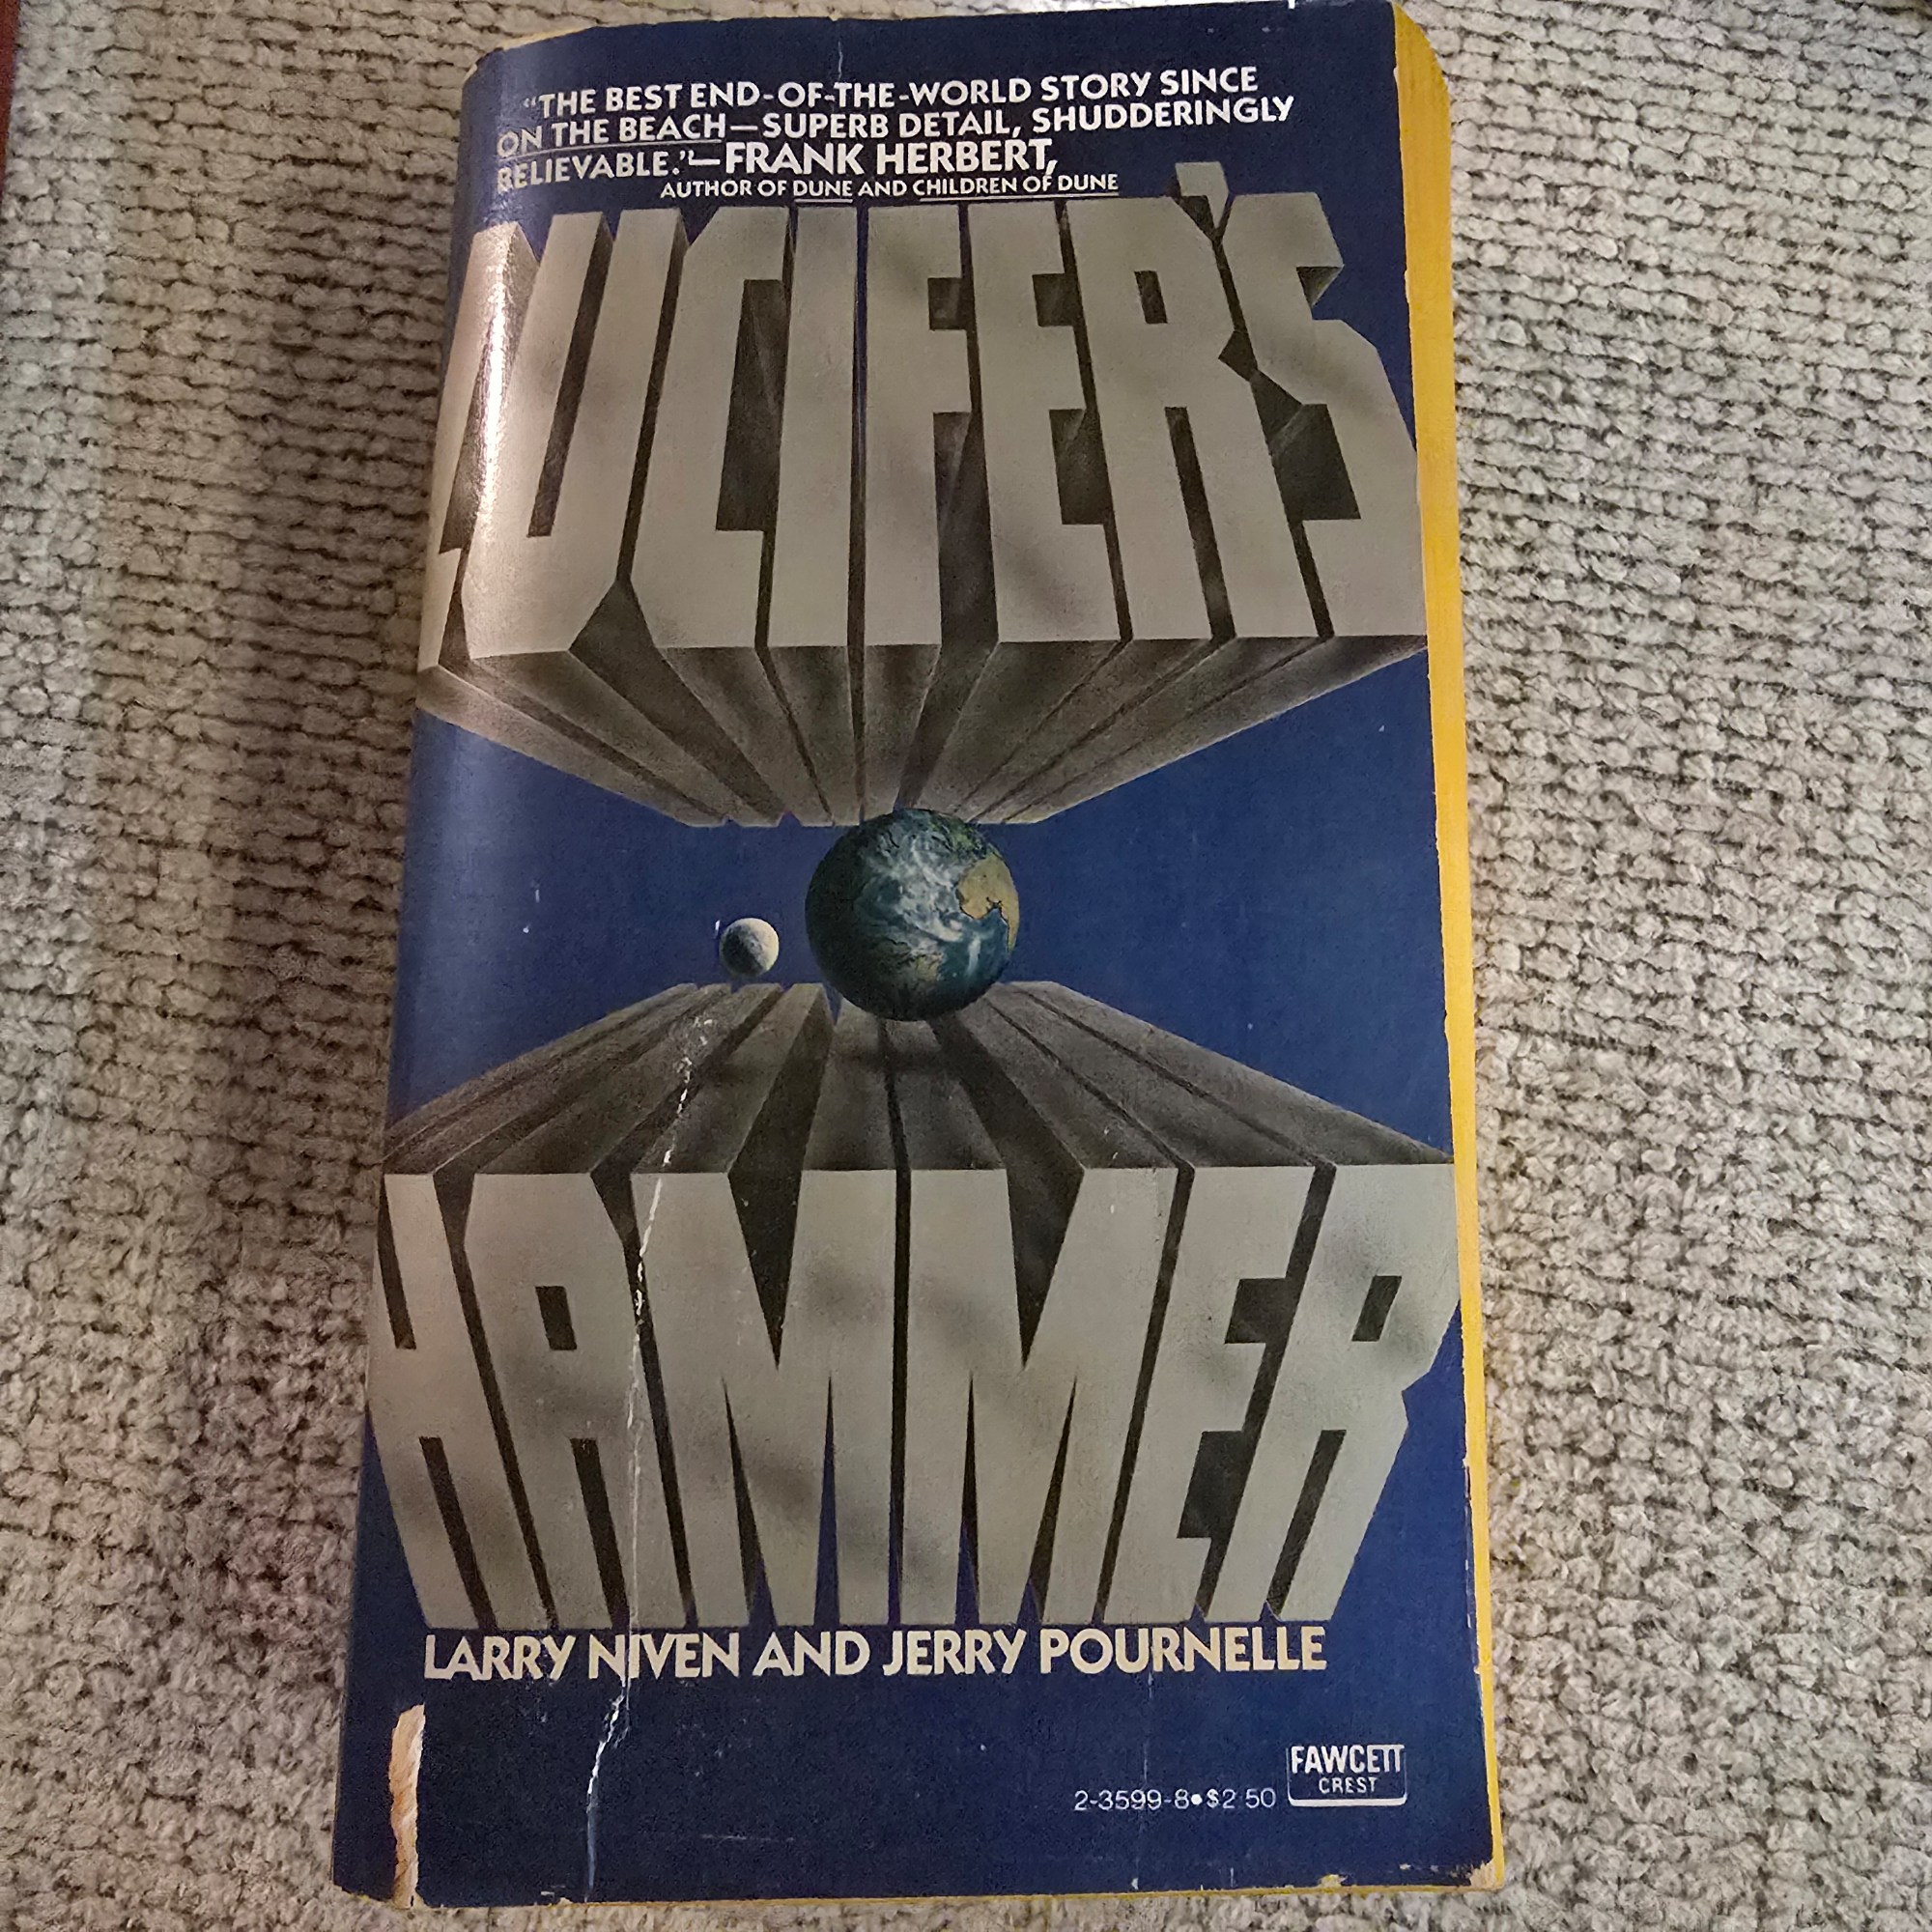 “THE BEST END-OF-THE-WORLD STORY SINCE
ON THE BEACH—SUPERB DETAIL, SHUDDERINGLY
BELIEVABLE.”—FRANK HERBERT,
AUTHOR OF DUNE AND CHILDREN OF DUNE
LUCIFER'S
HAMMER
LARRY NIVEN AND JERRY POURNELLE
FAWCETT
CREST
2-3599-8•$2 50